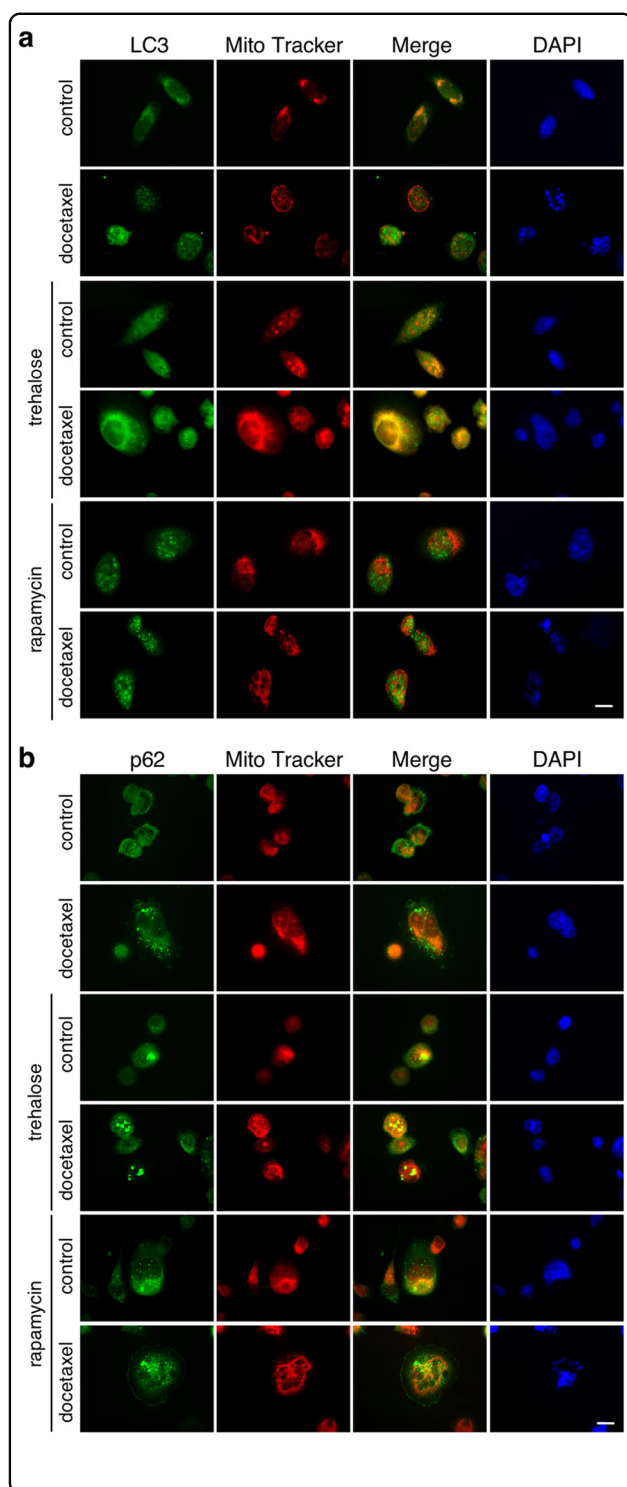 a
LC3 Mito Tracker Merge DAPI
control
docetaxel
trehalose
control
docetaxel
rapamycin
control
docetaxel
b
p62 Mito Tracker Merge DAPI
control
docetaxel
trehalose
control
docetaxel
rapamycin
control
docetaxel